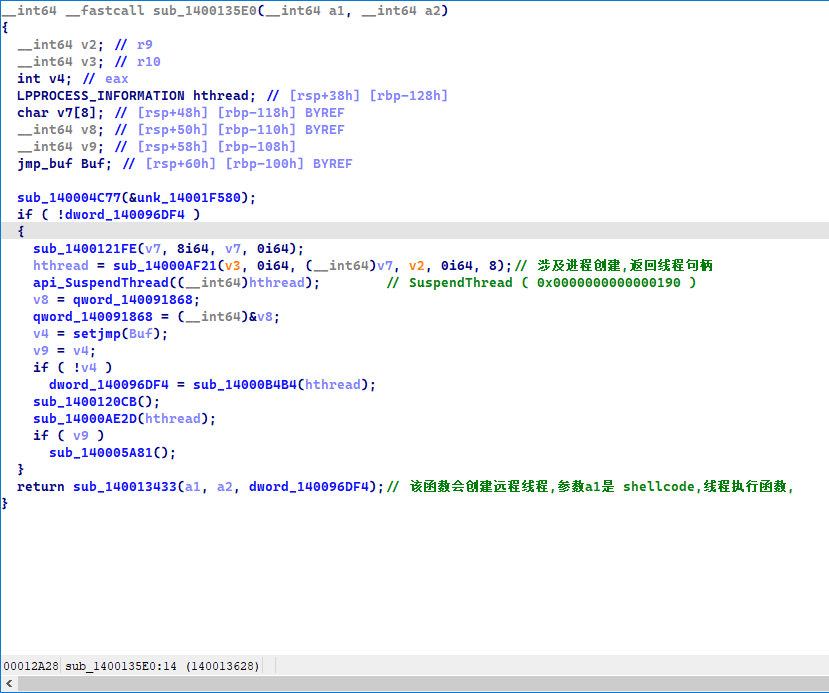 __int64 __fastcall sub_1400135E0(__int64 a1, __int64 a2)
{
  __int64 v2; // r9
  __int64 v3; // r10
  int v4; // eax
  LPPROCESS_INFORMATION hthread; // [rsp+38h] [rbp-128h]
  char v7[8]; // [rsp+48h] [rbp-118h] BYREF
  __int64 v8; // [rsp+50h] [rbp-110h] BYREF
  __int64 v9; // [rsp+58h] [rbp-108h]
  jmp_buf Buf; // [rsp+60h] [rbp-100h] BYREF

  sub_140004C77(&unk_14001F580);
  if ( !dword_140096DF4 )
  {
    sub_1400121FE(v7, 8i64, v7, 0i64);
    hthread = sub_14000AF21(v3, 0i64, (__int64)v7, v2, 0i64, 8);// 涉及进程创建,返回线程句柄
    api_SuspendThread((__int64)hthread);        // SuspendThread ( 0x0000000000000190 )
    v8 = qword_140091868;
    qword_140091868 = (__int64)&v8;
    v4 = setjmp(Buf);
    v9 = v4;
    if ( !v4 )
      dword_140096DF4 = sub_14000B4B4(hthread);
    sub_1400120CB();
    sub_14000AE2D(hthread);
    if ( v9 )
      sub_140005A81();
  }
  return sub_140013433(a1, a2, dword_140096DF4);// 该函数会创建远程线程,参数a1是 shellcode,线程执行函数,
}
00012A28 sub_1400135E0:14 (140013628)